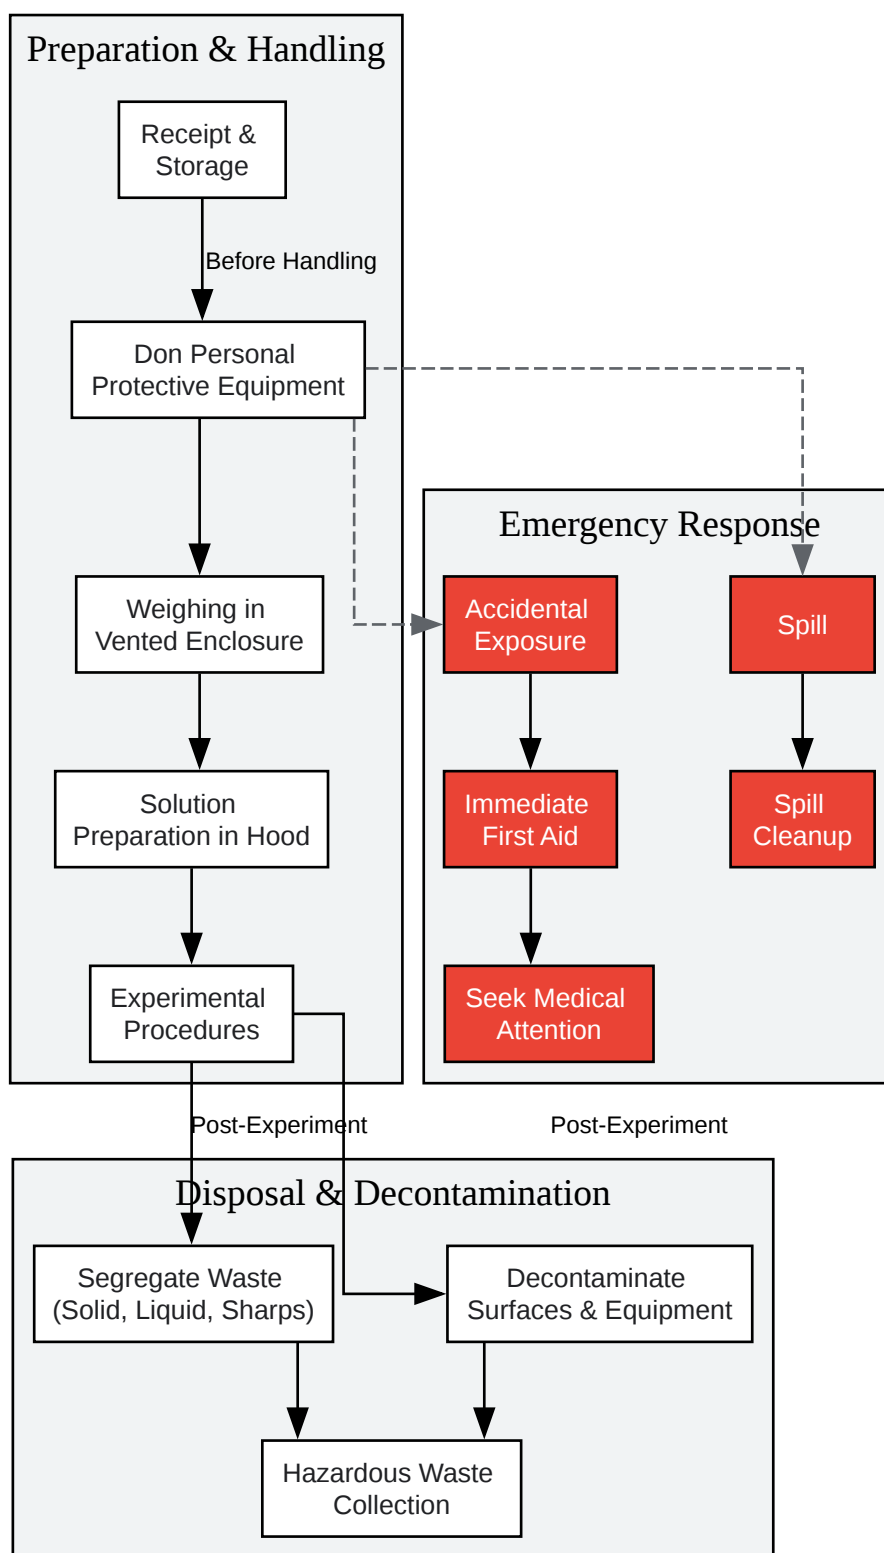 Preparation & Handling
Receipt &
Storage
Before Handling
Don Personal
Protective Equipment
Weighing in
Vented Enclosure
Solution
Preparation in Hood
Experimental
Procedures
Emergency Response
Accidental
Exposure
Spill
Immediate
First Aid
Spill
Cleanup
Seek Medical
Attention
Post-Experiment
Post-Experiment
Disposal & Decontamination
Segregate Waste
(Solid, Liquid, Sharps)
Decontaminate
Surfaces & Equipment
Hazardous Waste
Collection